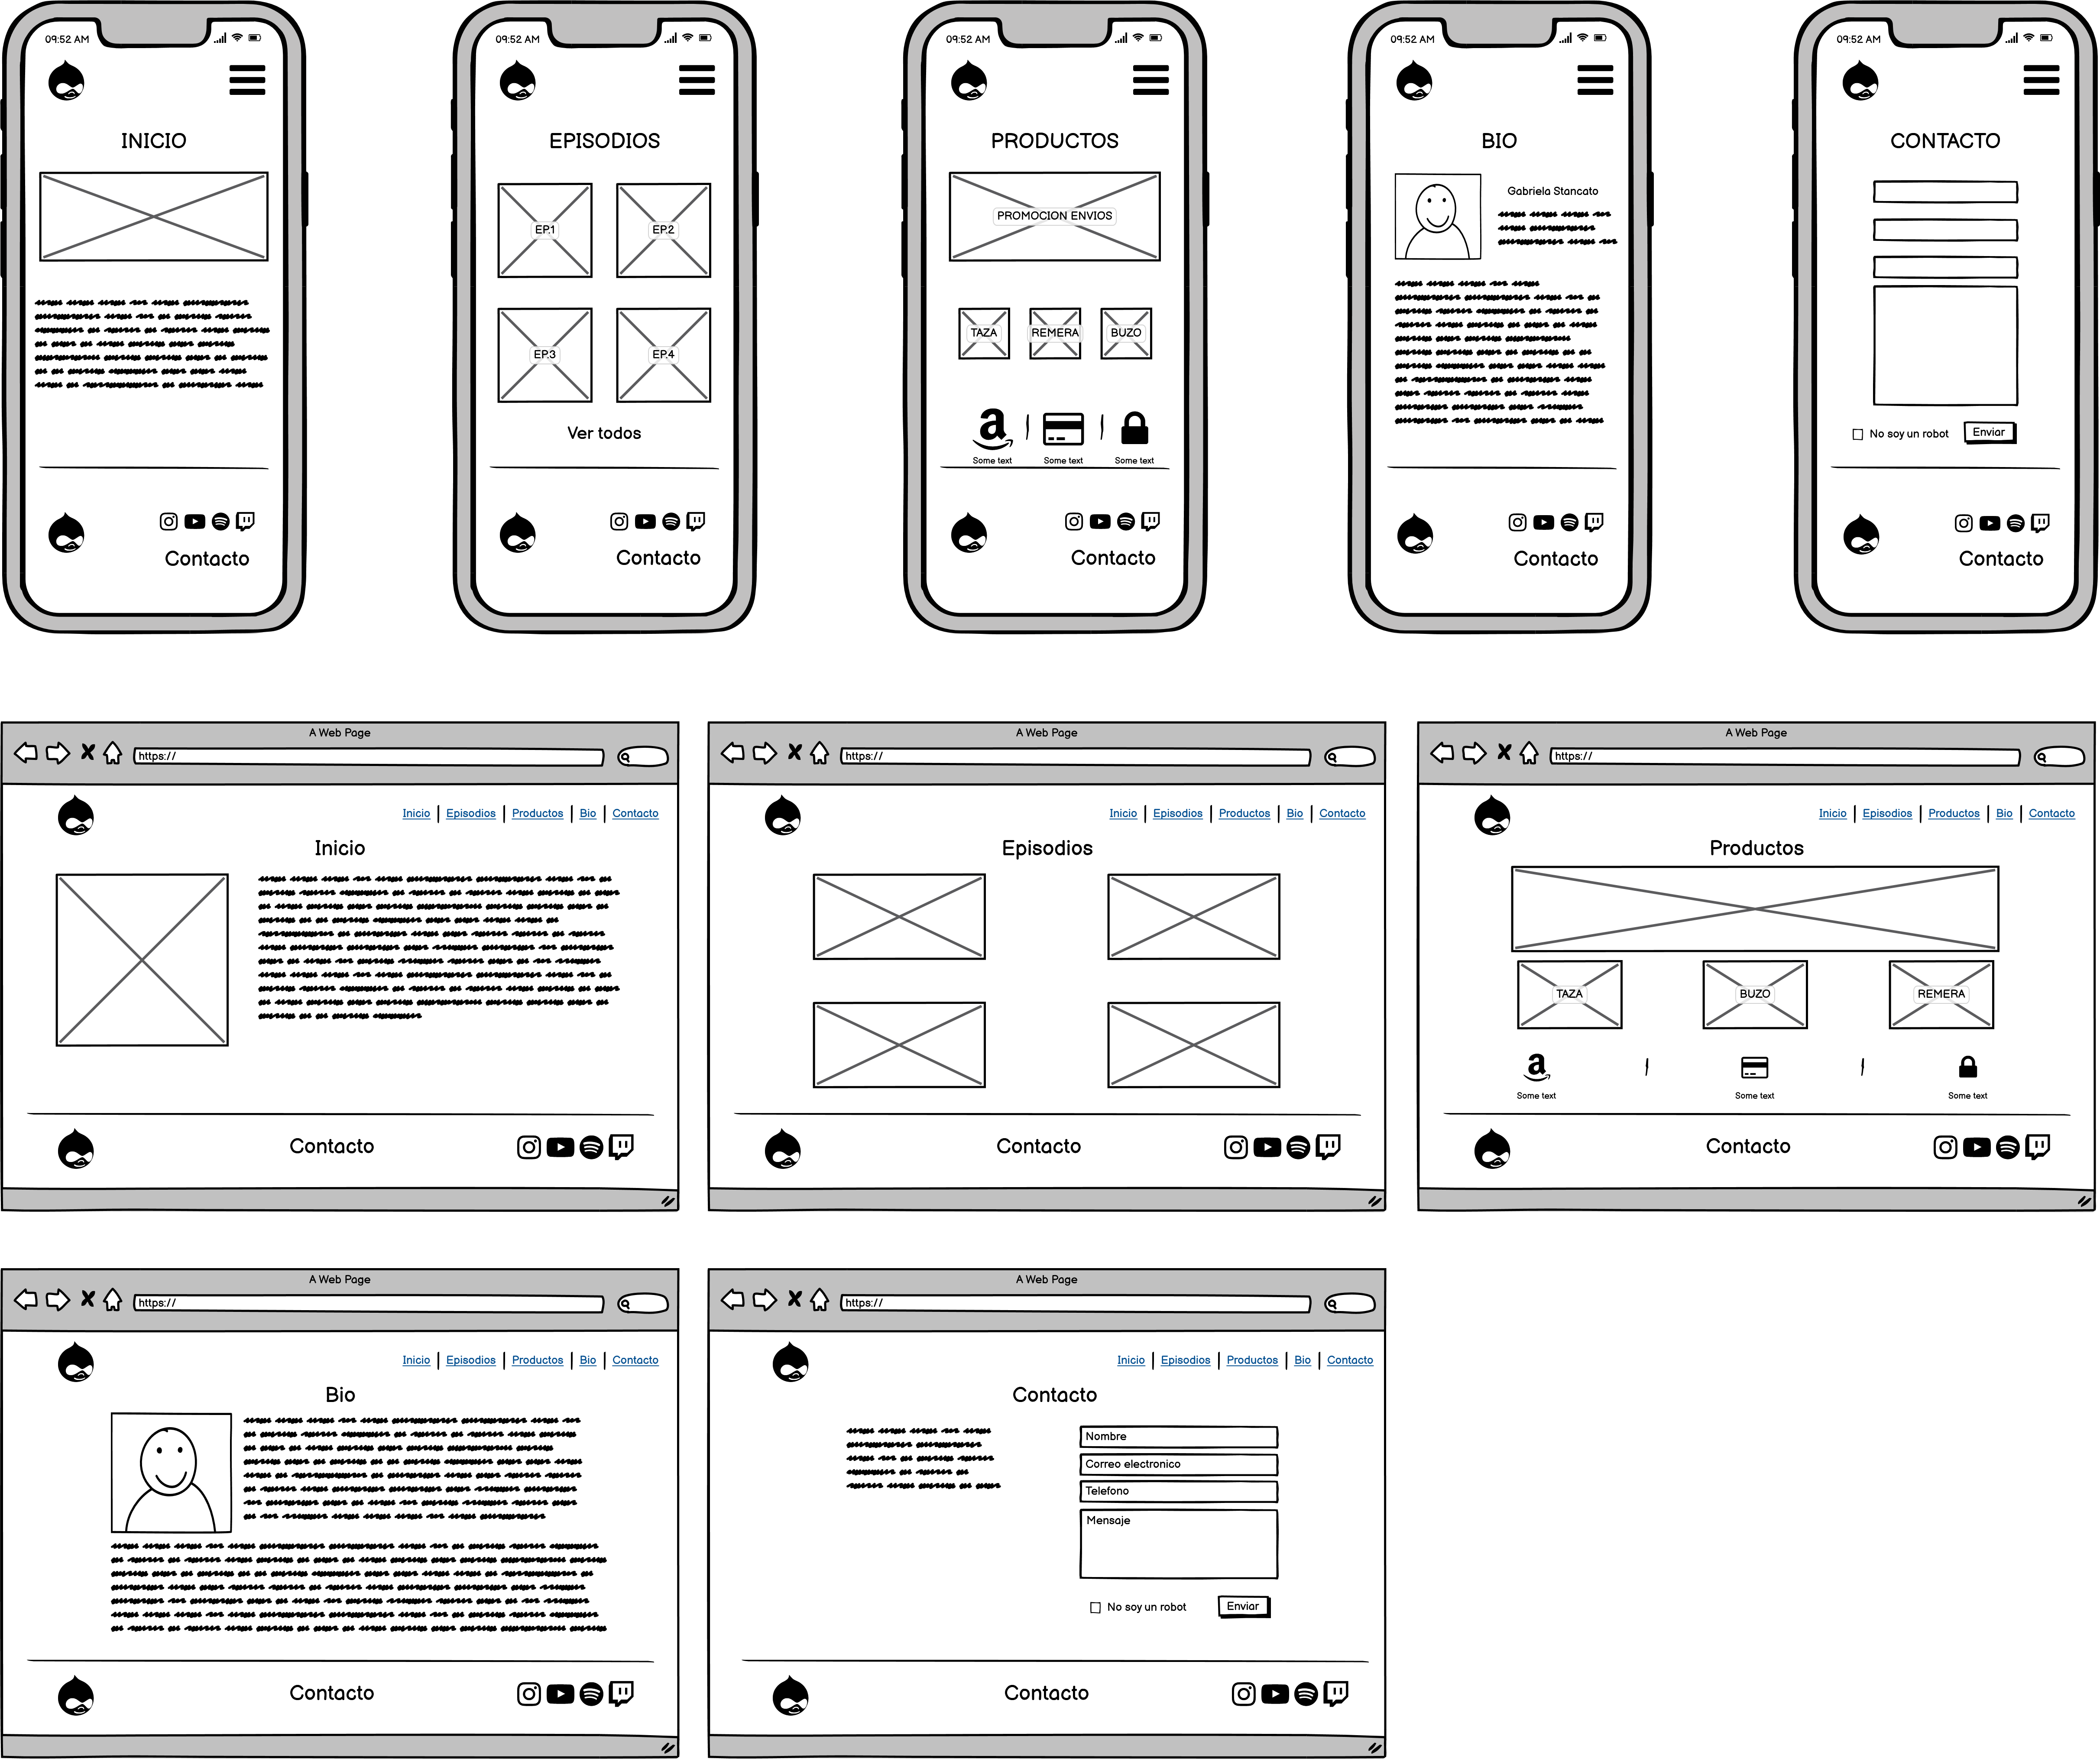 09:52 AM
INICIO
Contacto
09:52 AM
EPISODIOS
EP.1
EP.2
EP.3
EP.4
Ver todos
Contacto
09:52 AM
PRODUCTOS
PROMOCION ENVIOS
TAZA
REMERA
BUZO
Some text
Some text
Some text
Contacto
09:52 AM
BIO
Gabriela Stancato
Contacto
09:52 AM
CONTACTO
No soy un robot
Enviar
Contacto
A Web Page
https://
Inicio
Episodios
Productos
Bio
Contacto
Inicio
Contacto
A Web Page
https://
Inicio
Episodios
Productos
Bio
Contacto
Episodios
Contacto
A Web Page
https://
Inicio
Episodios
Productos
Bio
Contacto
Productos
TAZA
BUZO
REMERA
Some text
Some text
Some text
Contacto
A Web Page
https://
Inicio
Episodios
Productos
Bio
Contacto
Bio
Contacto
A Web Page
https://
Inicio
Episodios
Productos
Bio
Contacto
Contacto
Nombre
Correo electronico
Telefono
Mensaje
No soy un robot
Enviar
Contacto